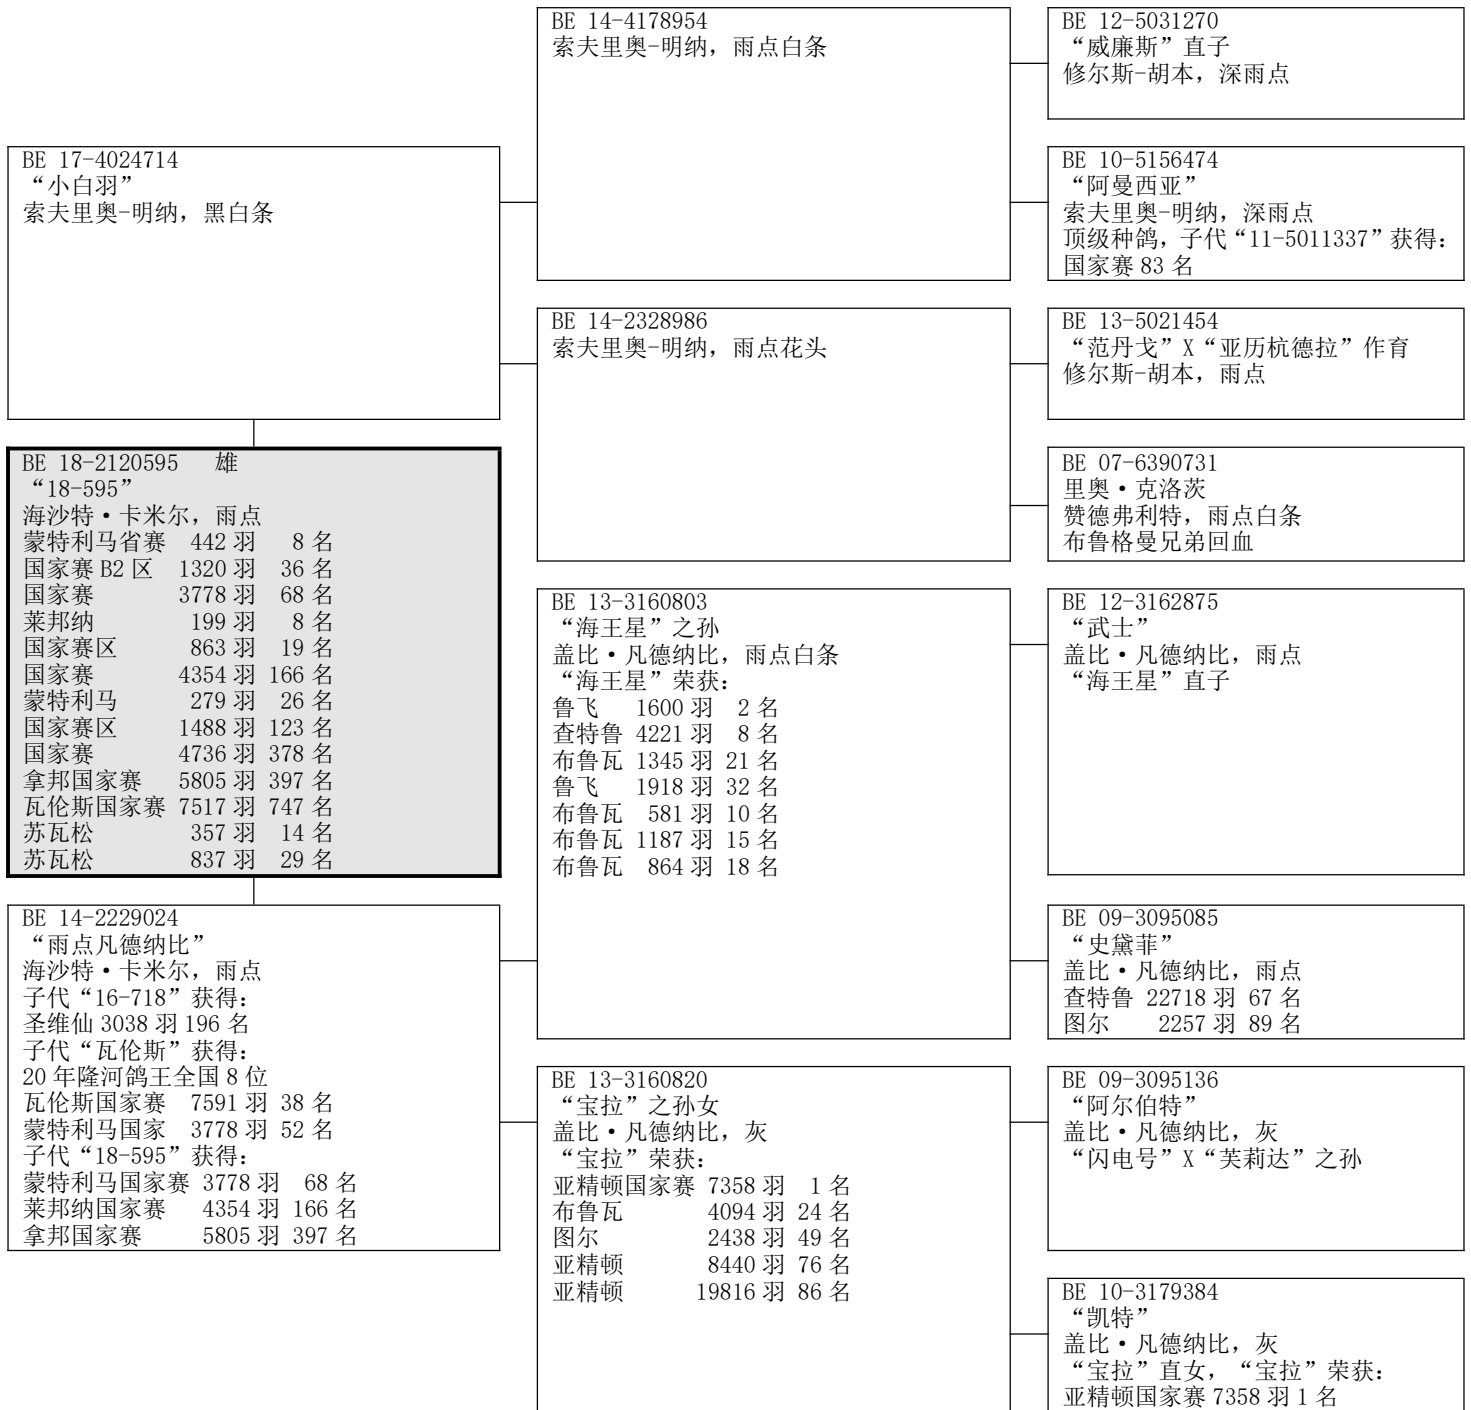 BE 17-4024714
“小白羽”
索夫里奥-明纳，黑白条
BE 18-2120595 雄
“18-595”
海沙特·卡米尔，雨点
蒙特利马省赛 442 羽 8 名
国家赛 B2 区 1320 羽 36 名
国家赛 3778 羽 68 名
莱邦纳 199 羽 8 名
国家赛区 863 羽 19 名
国家赛 4354 羽 166 名
蒙特利马 279 羽 26 名
国家赛区 1488 羽 123 名
国家赛 4736 羽 378 名
拿邦国家赛 5805 羽 397 名
瓦伦斯国家赛 7517 羽 747 名
苏瓦松 357 羽 14 名
苏瓦松 837 羽 29 名
BE 14-2229024
“雨点凡德纳比”
海沙特·卡米尔，雨点
子代“16-718”获得：
圣维仙 3038 羽 196 名
子代“瓦伦斯”获得：
20 年隆河鸽王全国 8 位
瓦伦斯国家赛 7591 羽 38 名
蒙特利马国家 3778 羽 52 名
子代“18-595”获得：
蒙特利马国家赛 3778 羽 68 名
莱邦纳国家赛 4354 羽 166 名
拿邦国家赛 5805 羽 397 名
BE 14-4178954
索夫里奥-明纳，雨点白条
BE 14-2328986
索夫里奥-明纳，雨点花头
BE 13-3160803
“海王星”之孙
盖比·凡德纳比，雨点白条
“海王星”荣获：
鲁飞 1600 羽 2 名
查特鲁 4221 羽 8 名
布鲁瓦 1345 羽 21 名
鲁飞 1918 羽 32 名
布鲁瓦 581 羽 10 名
布鲁瓦 1187 羽 15 名
布鲁瓦 864 羽 18 名
BE 13-3160820
“宝拉”之孙女
盖比·凡德纳比，灰
“宝拉”荣获：
亚精顿国家赛 7358 羽 1 名
布鲁瓦 4094 羽 24 名
图尔 2438 羽 49 名
亚精顿 8440 羽 76 名
亚精顿 19816 羽 86 名
BE 12-5031270
“威廉斯”直子
修尔斯-胡本，深雨点
BE 10-5156474
“阿曼西亚”
索夫里奥-明纳，深雨点
顶级种鸽，子代“11-5011337”获得：
国家赛 83 名
BE 13-5021454
“范丹戈”X“亚历杭德拉”作育
修尔斯-胡本，雨点
BE 07-6390731
里奥·克洛茨
赞德弗利特，雨点白条
布鲁格曼兄弟回血
BE 12-3162875
“武士”
盖比·凡德纳比，雨点
“海王星”直子
BE 09-3095085
“史黛菲”
盖比·凡德纳比，雨点
查特鲁 22718 羽 67 名
图尔 2257 羽 89 名
BE 09-3095136
“阿尔伯特”
盖比·凡德纳比，灰
“闪电号”X“芙莉达”之孙
BE 10-3179384
“凯特”
盖比·凡德纳比，灰
“宝拉”直女，“宝拉”荣获：
亚精顿国家赛 7358 羽 1 名